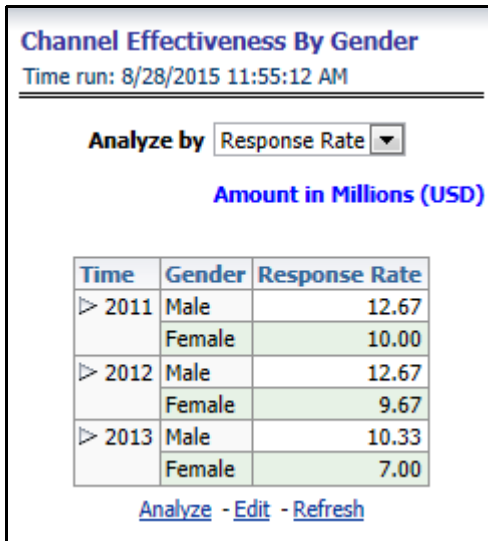 Channel Effectiveness By Gender
Time run: 8/28/2015 11:55:12 AM
Analyze by Response Rate
Amount in Millions (USD)
Time Gender Response Rate
2011 Male 12.67
Female 10.00
2012 Male 12.67
Female 9.67
2013 Male 10.33
Female 7.00
Analyze - Edit - Refresh